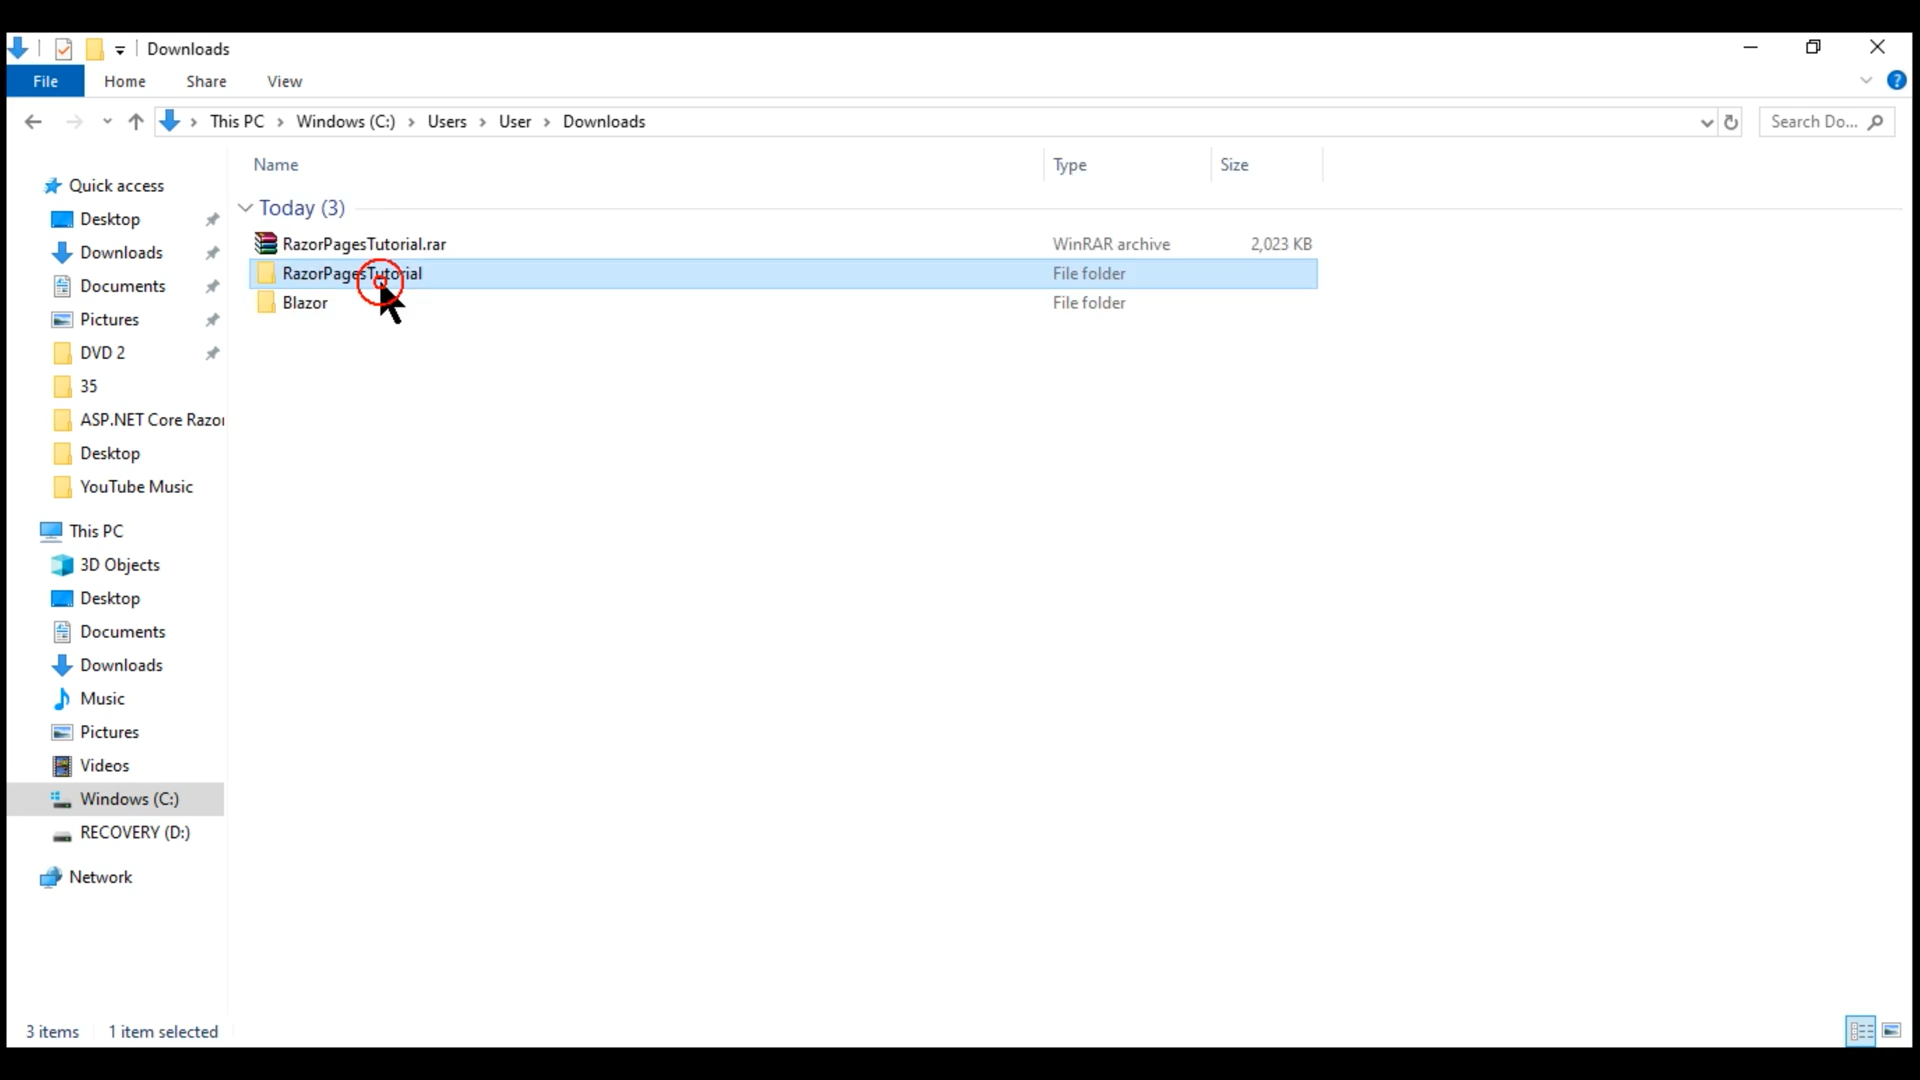 Downloads
File Home Share View
This PC Windows (C:) Users User Downloads Search Do...
Name Type Size
Quick access
Desktop
Downloads
Documents
Pictures
DVD 2
35
ASP.NET Core Razor
Desktop
YouTube Music
This PC
3D Objects
Desktop
Documents
Downloads
Music
Pictures
Videos
Windows (C:)
RECOVERY (D:)
Network
Today (3)
RazorPagesTutorial.rar WinRAR archive 2,023 KB
RazorPagesTutorial File folder
Blazor File folder
3 items 1 item selected